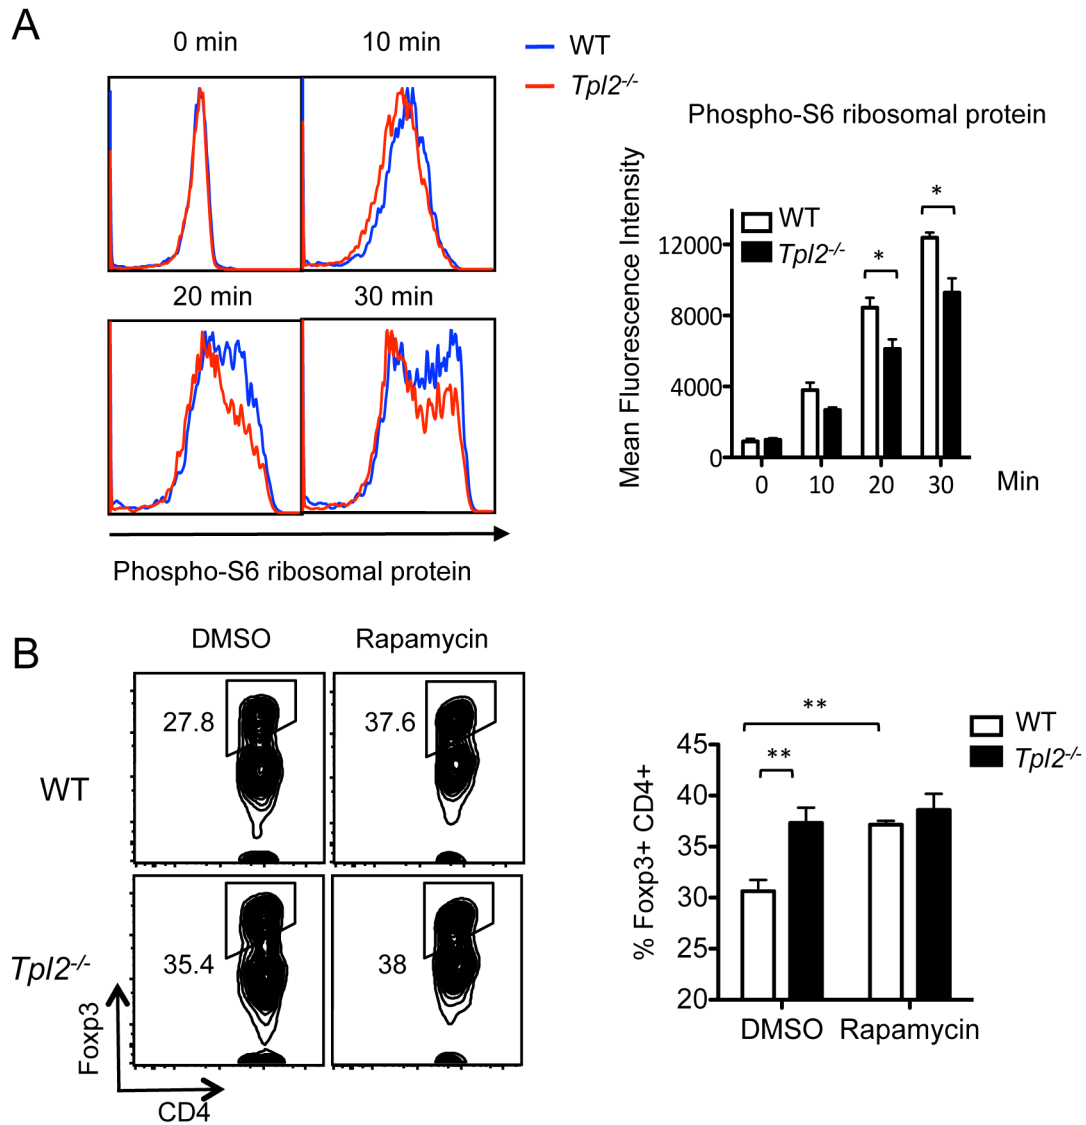 A
0 min
10 min
WT
Tpl2-/-
20 min
30 min
Phospho-S6 ribosomal protein
Phospho-S6 ribosomal protein
Mean Fluorescence Intensity
WT
Tpl2-/-
*
*
12000
8000
4000
0
0 10 20 30 Min
B
DMSO
Rapamycin
WT
27.8
37.6
Tpl2-/-
35.4
38
Foxp3
CD4
WT
Tpl2-/-
**
**
% Foxp3+ CD4+
45
40
35
30
25
20
DMSO Rapamycin